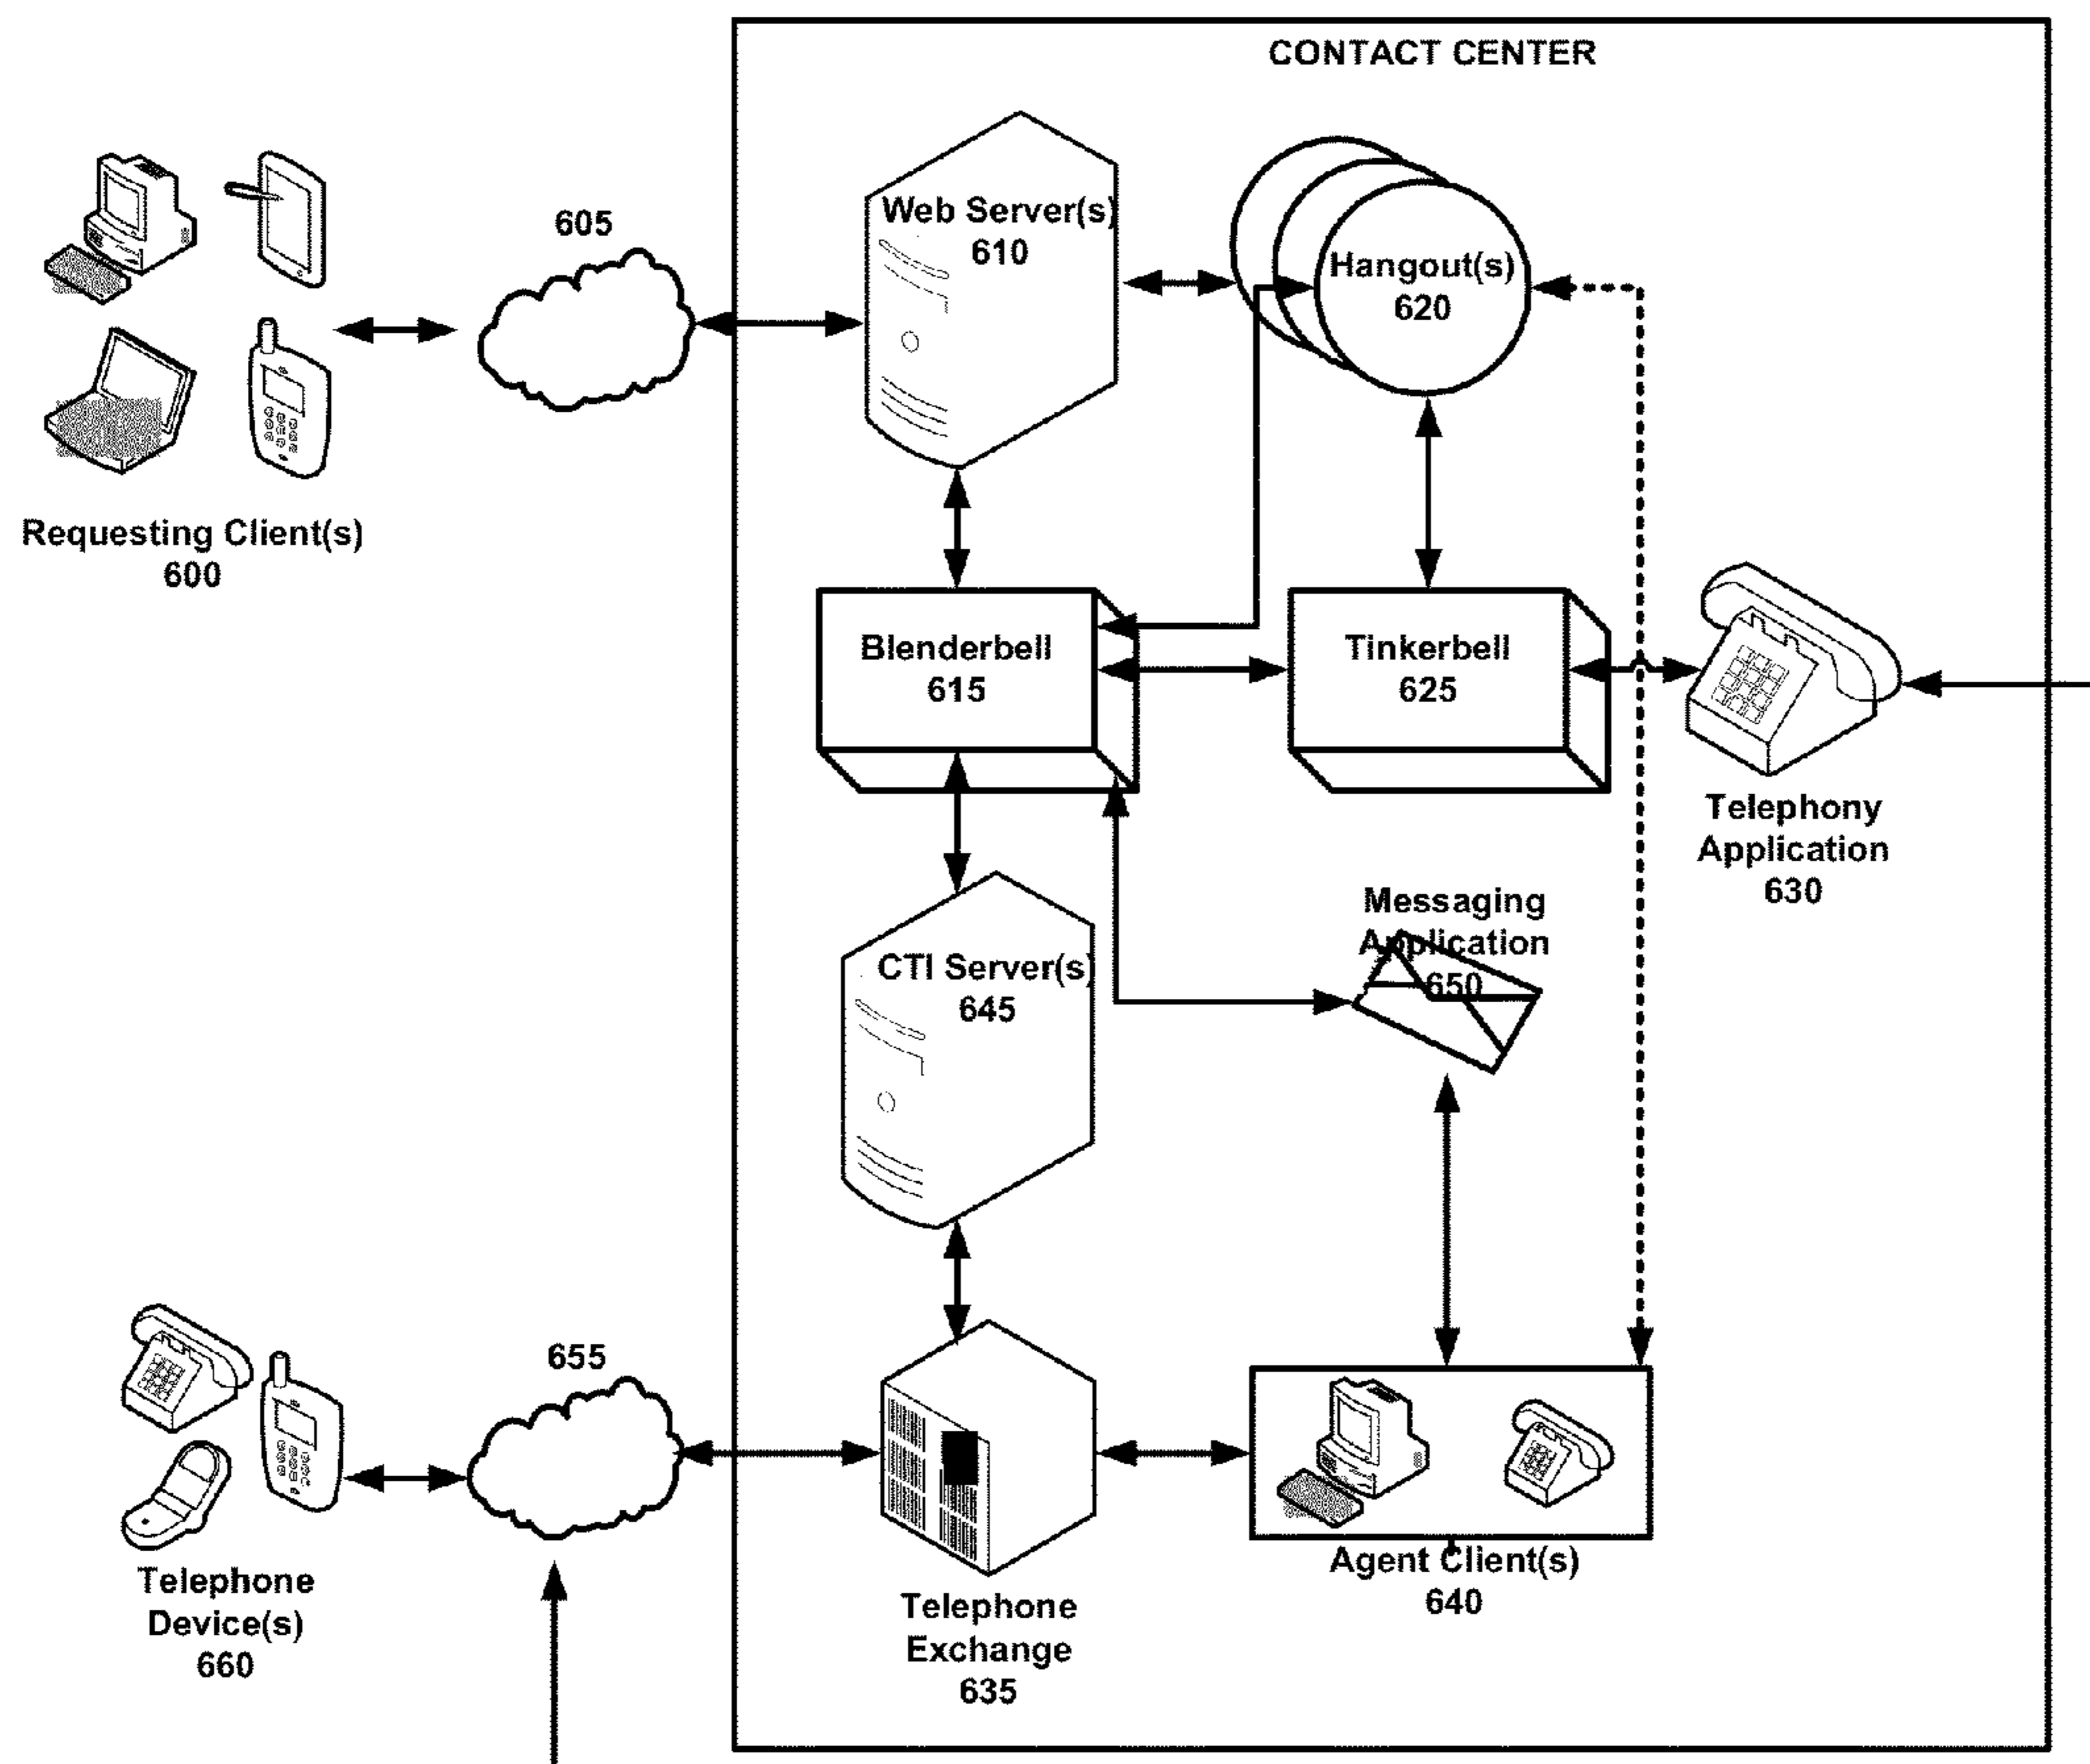 CONTACT CENTER
605
Web Server(s)
610
Hangout(s)
620
Requesting Client(s)
600
Blenderbell
615
Tinkerbell
625
Telephony
Application
630
Messaging
Application
650
CTI Server(s)
645
655
Telephone
Device(s)
660
Telephone
Exchange
635
Agent Client(s)
640